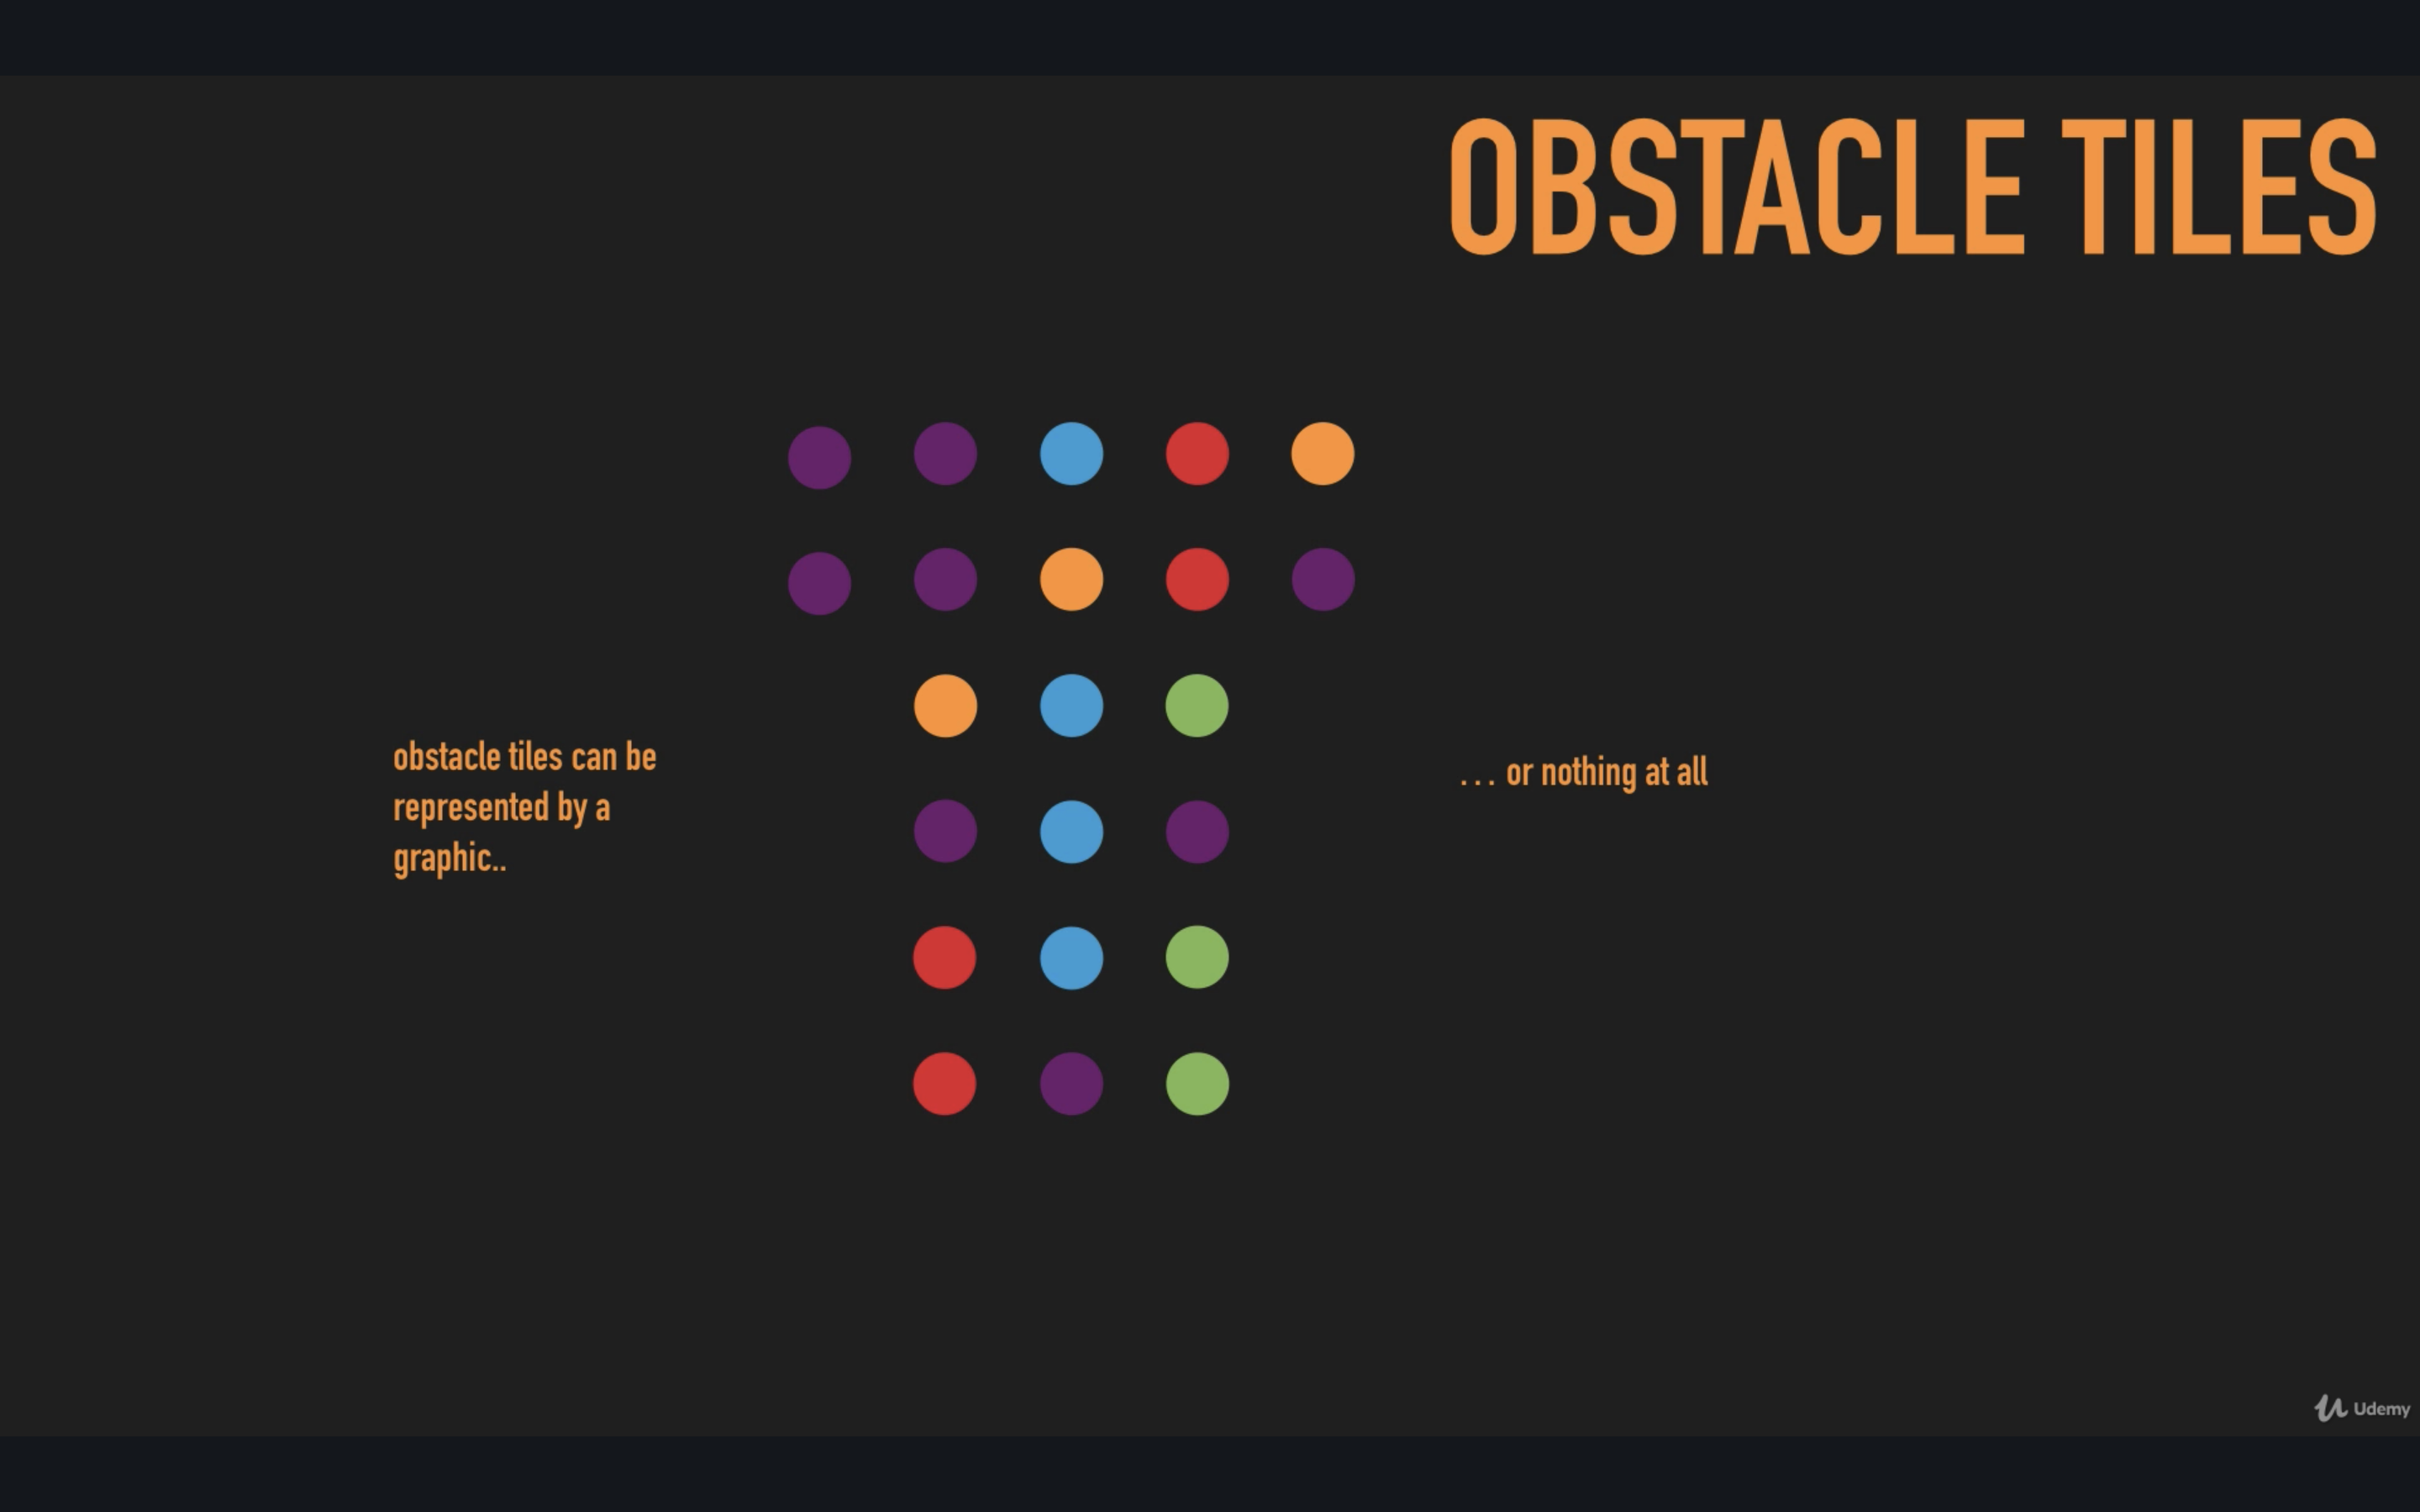 OBSTACLE TILES
obstacle tiles can be
represented by a
graphic..
. . . or nothing at all
Udemy